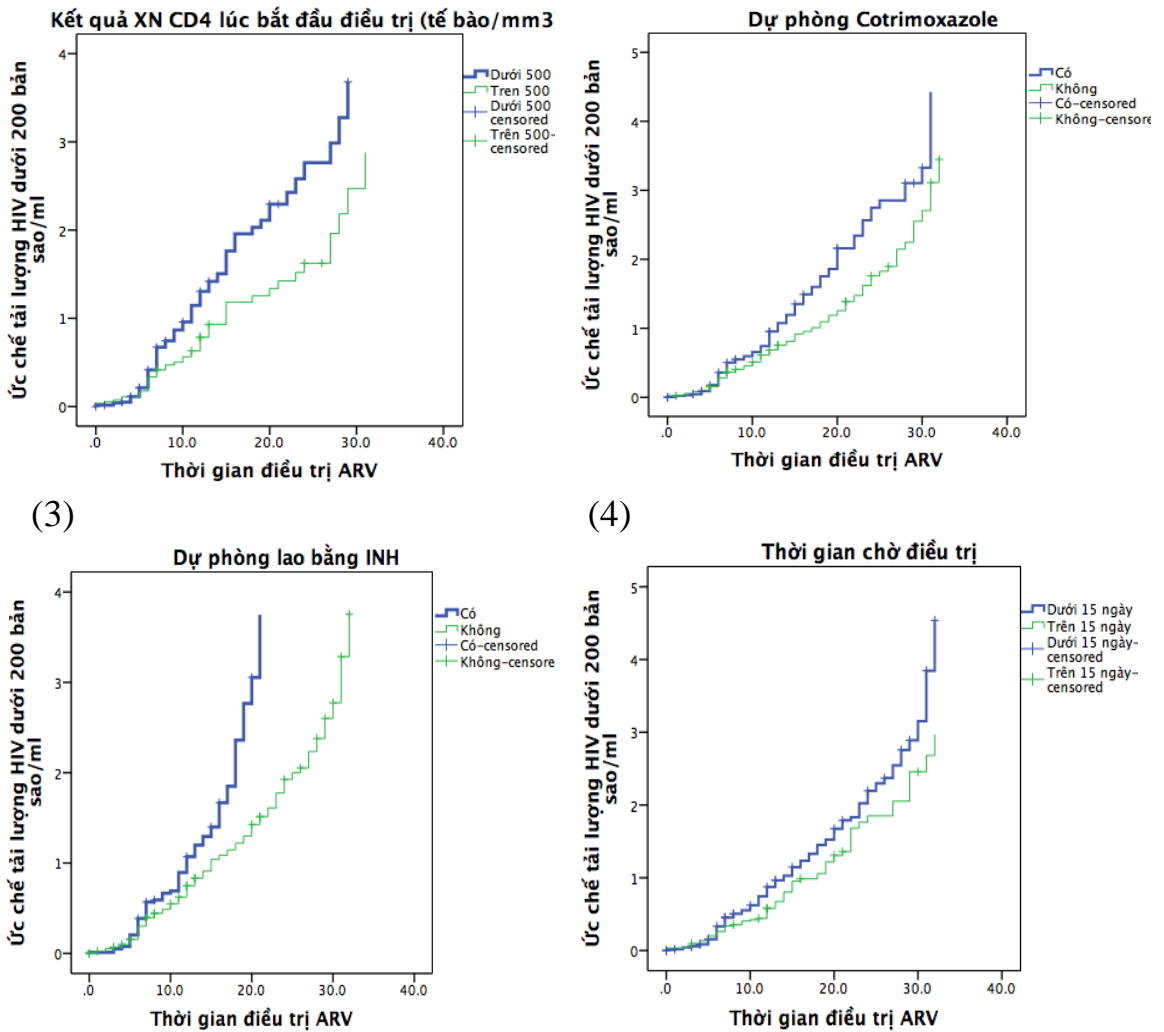 Kết quả XN CD4 lúc bắt đầu điều trị (tế bào/mm3
Ức chế tải lượng HIV dưới 200 bản
sao/ml
4
3
2
1
0
.0 10.0 20.0 30.0 40.0
Thời gian điều trị ARV
Dưới 500
Tren 500
Dưới 500
censored
Trên 500-
censored
Dự phòng Cotrimoxazole
Ức chế tải lượng HIV dưới 200 bản
sao/ml
5
4
3
2
1
0
.0 10.0 20.0 30.0 40.0
Thời gian điều trị ARV
Có
Không
Có-censored
Không-censore
(3)
(4)
Dự phòng lao bằng INH
Ức chế tải lượng HIV dưới 200 bản
sao/ml
4
3
2
1
0
.0 10.0 20.0 30.0 40.0
Thời gian điều trị ARV
Có
Không
Có-censored
Không-censore
Thời gian chờ điều trị
Ức chế tải lượng HIV dưới 200 bản
sao/ml
5
4
3
2
1
0
.0 10.0 20.0 30.0 40.0
Thời gian điều trị ARV
Dưới 15 ngày
Trên 15 ngày
Dưới 15 ngày-
censored
Trên 15 ngày-
censored